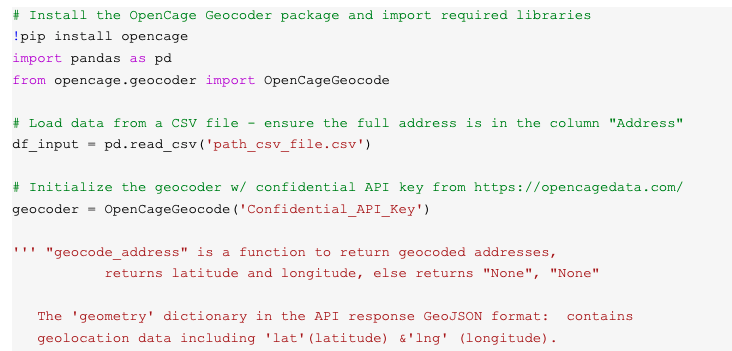 # Install the OpenCage Geocoder package and import required libraries
!pip install opencage
import pandas as pd
from opencage.geocoder import OpenCageGeocode
# Load data from a CSV file – ensure the full address is in the column "Address"
df_input = pd.read_csv('path_csv_file.csv')
# Initialize the geocoder w/ confidential API key from https://opencagedata.com/
geocoder = OpenCageGeocode('Confidential_API_Key')
''' "geocode_address" is a function to return geocoded addresses,
returns latitude and longitude, else returns "None", "None"
The 'geometry' dictionary in the API response GeoJSON format:  contains
geolocation data including 'lat'(latitude) &'lng' (longitude).